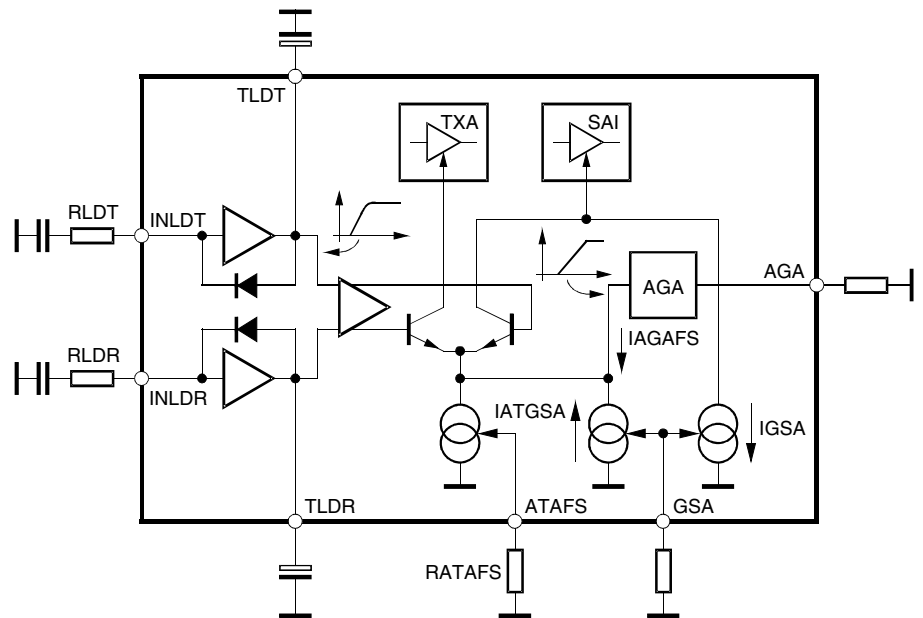 TLDT
TXA
SAI
RLDT
INLDT
AGA
AGA
RLDR
INLDR
IAGAFS
IATGSA
IGSA
TLDR
ATAFS
GSA
RATAFS